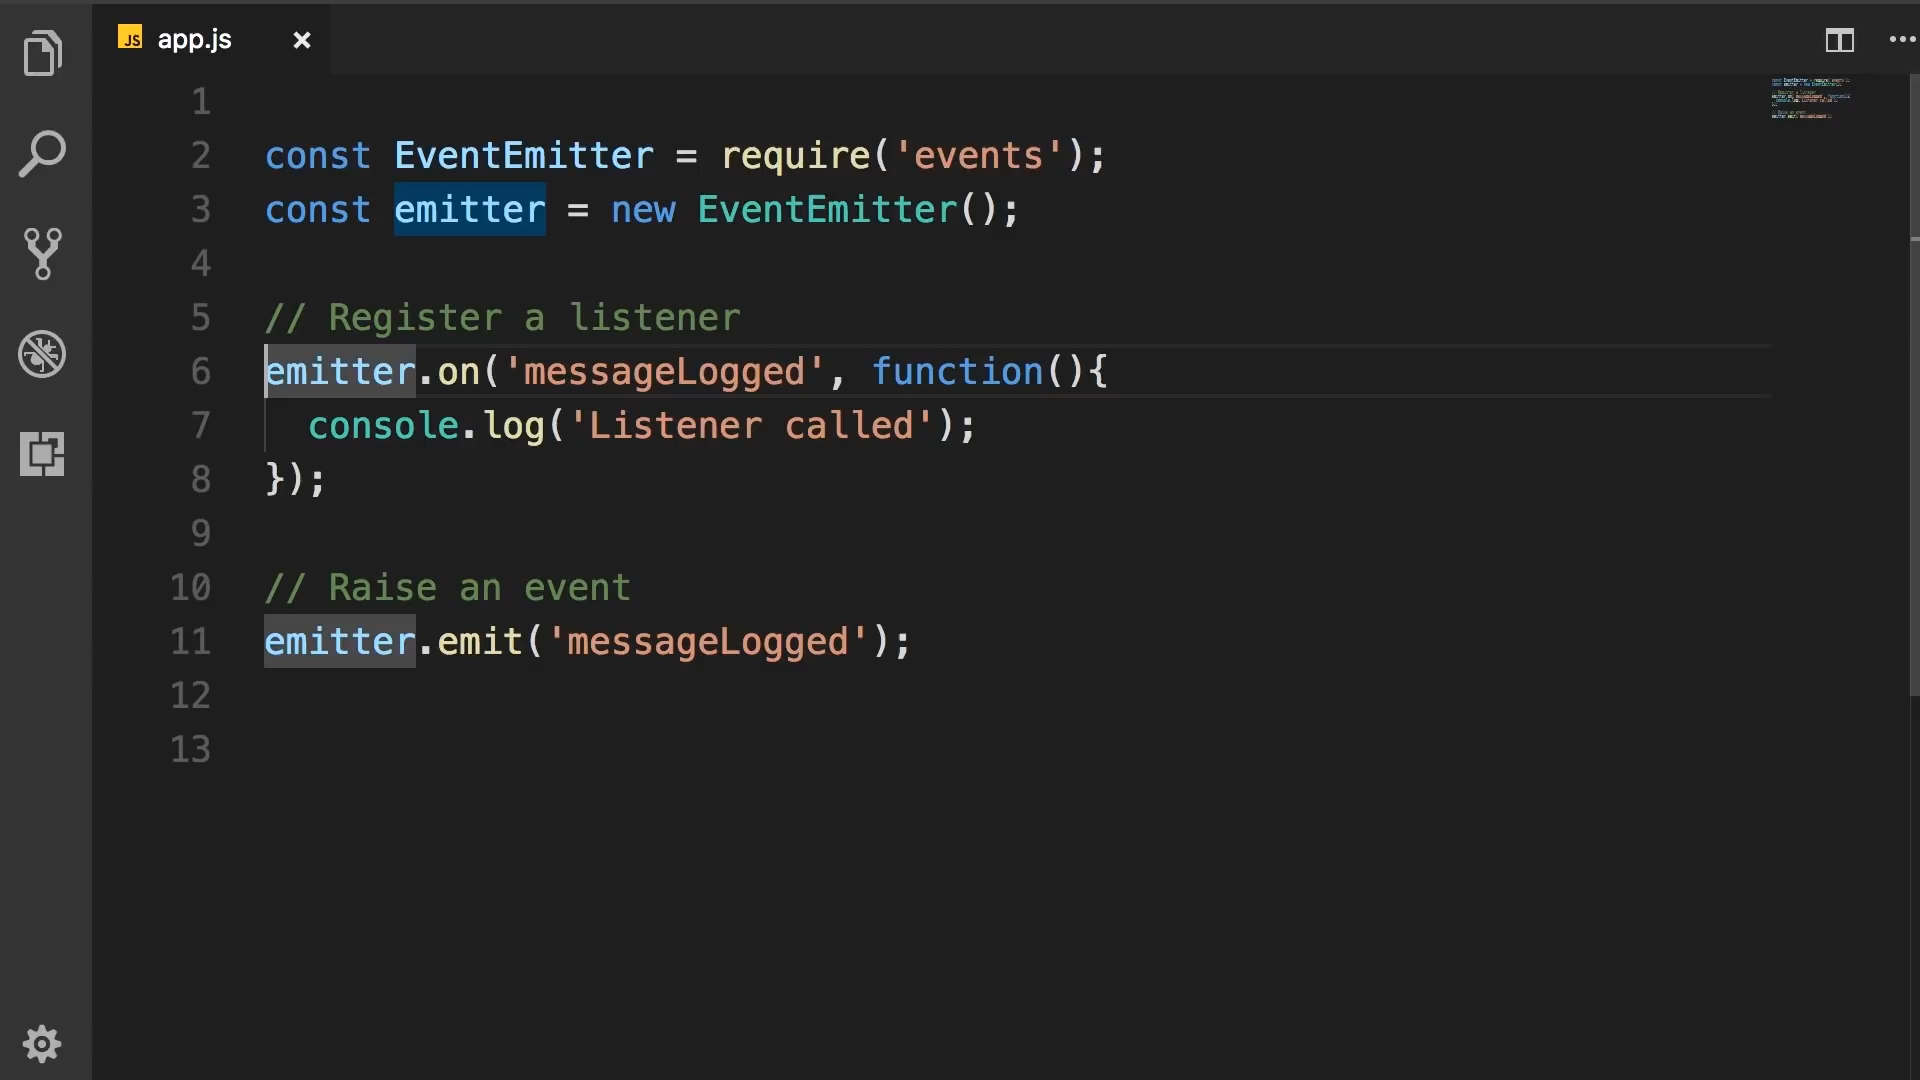 JS app.js
1
2 const EventEmitter = require('events');
3 const emitter = new EventEmitter();
4
5 // Register a listener
6 emitter.on('messageLogged', function(){
7   console.log('Listener called');
8 });
9
10 // Raise an event
11 emitter.emit('messageLogged');
12
13